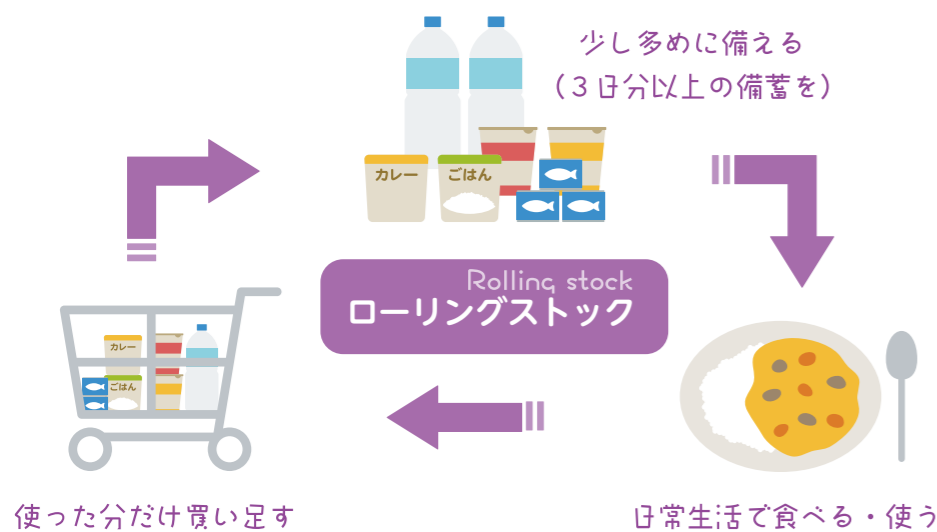 少し多めに備える
（３日分以上の備蓄を）
カレー
ごはん
Rolling stock
ローリングストック
カレー
ごはん
使った分だけ買い足す
日常生活で食べる・使う